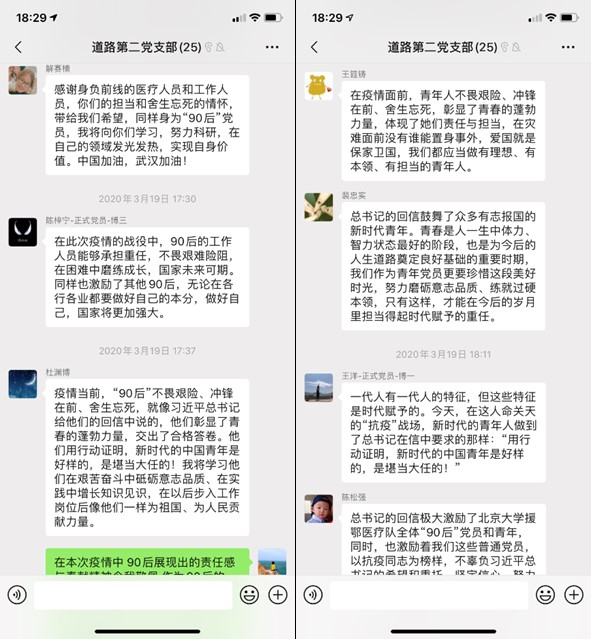 18:29
道路第二党支部(25)
解赛楠
感谢身负前线的医疗人员和工作人
员，你们的担当和舍生忘死的情怀，
带给我们希望，同样身为“90后”党
员，我将向你们学习，努力科研，在
自己的领域发光发热，实现自身价
值。中国加油，武汉加油！
2020年3月19日 17:30
陈梓宁-正式党员-博三
在此次疫情的战役中，90后的工作
人员能够承担重任，不畏艰难险阻，
在困难中磨练成长，国家未来可期。
同样也激励了其他90后，无论在各
行各业都要做好自己的本分，做好自
己，国家将更加强大。
2020年3月19日 17:37
杜渊博
疫情当前，“90后”不畏艰险、冲锋
在前、舍生忘死，就像习近平总书记
给他们的回信中说的，他们彰显了青
春的蓬勃力量，交出了合格答卷。他
们用行动证明，新时代的中国青年是
好样的，是堪当大任的！我将学习他
们在艰苦奋斗中砥砺意志品质、在实
践中增长知识见识，在以后步入工作
岗位后像他们一样为祖国、为人民贡
献力量。
在本次疫情中 90后展现出的责任感
18:29
道路第二党支部(25)
在疫情面前，青年人不畏艰险、冲锋
在前、舍生忘死，彰显了青春的蓬勃
力量，体现了她们责任与担当，在灾
难面前没有谁能置身事外，爱国就是
保家卫国，我们都应当做有理想、有
本领、有担当的青年人。
裴忠实
总书记的回信鼓舞了众多有志报国的
新时代青年。青春是人一生中体力、
智力状态最好的阶段，也是为今后的
人生道路奠定良好基础的重要时期，
我们作为青年党员更要珍惜这段美好
时光，努力磨砺意志品质、练就过硬
本领，只有这样，才能在今后的岁月
里担当得起时代赋予的重任。
2020年3月19日 18:11
王洋-正式党员-博一
一代人有一代人的特征，但这些特征
是时代赋予的。今天，在这人命关天
的“抗疫”战场，新时代的青年人做到
了总书记在信中要求的那样：“用行
动证明，新时代的中国青年是好样
的，是堪当大任的！”
陈松强
总书记的回信极大激励了北京大学援
鄂医疗队全体“90后”党员和青年，
同时，也激励着我们这些普通党员，
以抗疫同志为榜样，不辜负习近平总